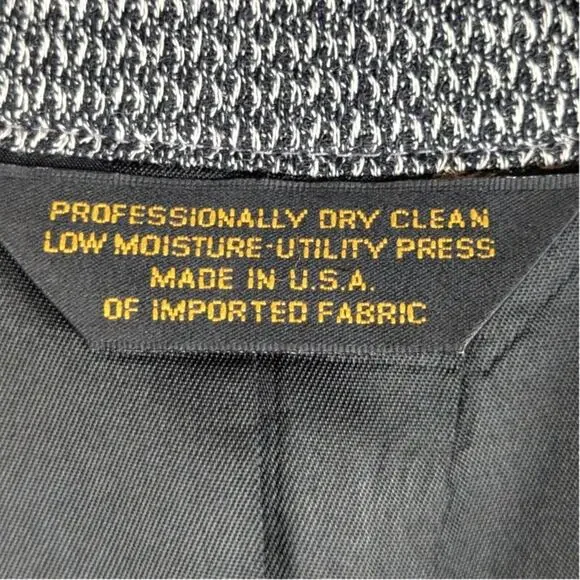 PROFESSIONALLY DRY CLEAN
LOW MOISTURE-UTILITY PRESS
MADE IN U.S.A.
OF IMPORTED FABRIC